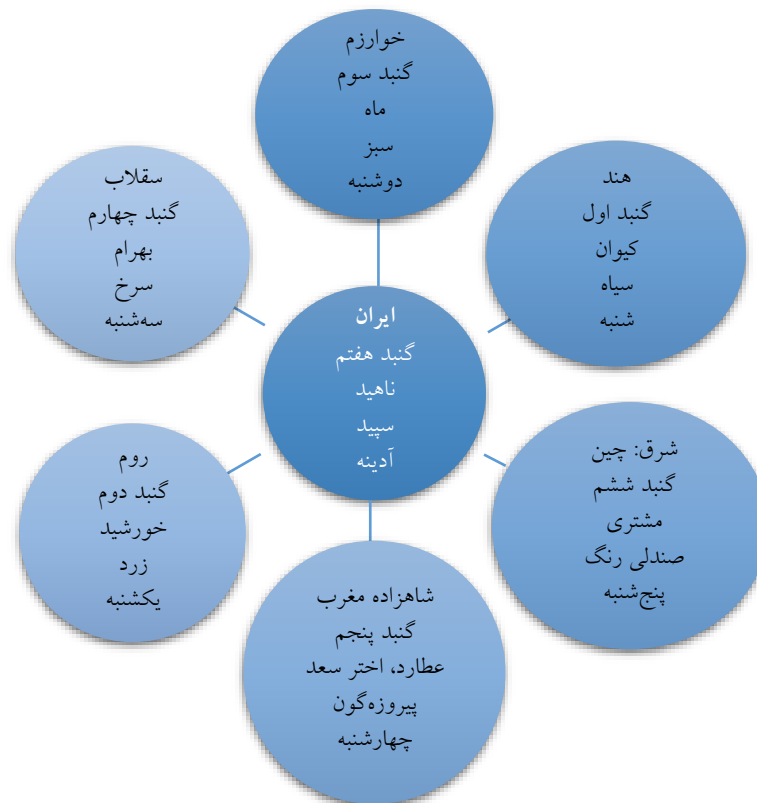 خوارزم
گنبد سوم
ماه
سبز
دوشنبه
هند
گنبد اول
کیوان
سیاه
شنبه
سقلاب
گنبد چهارم
بهرام
سرخ
سه‌شنبه
ایران
گنبد هفتم
ناهید
سپید
آدینه
شرق: چین
گنبد ششم
مشتری
صندلی رنگ
پنج‌شنبه
روم
گنبد دوم
خورشید
زرد
یکشنبه
شاهزاده مغرب
گنبد پنجم
عطارد، اختر سعد
پیروزه‌گون
چهارشنبه